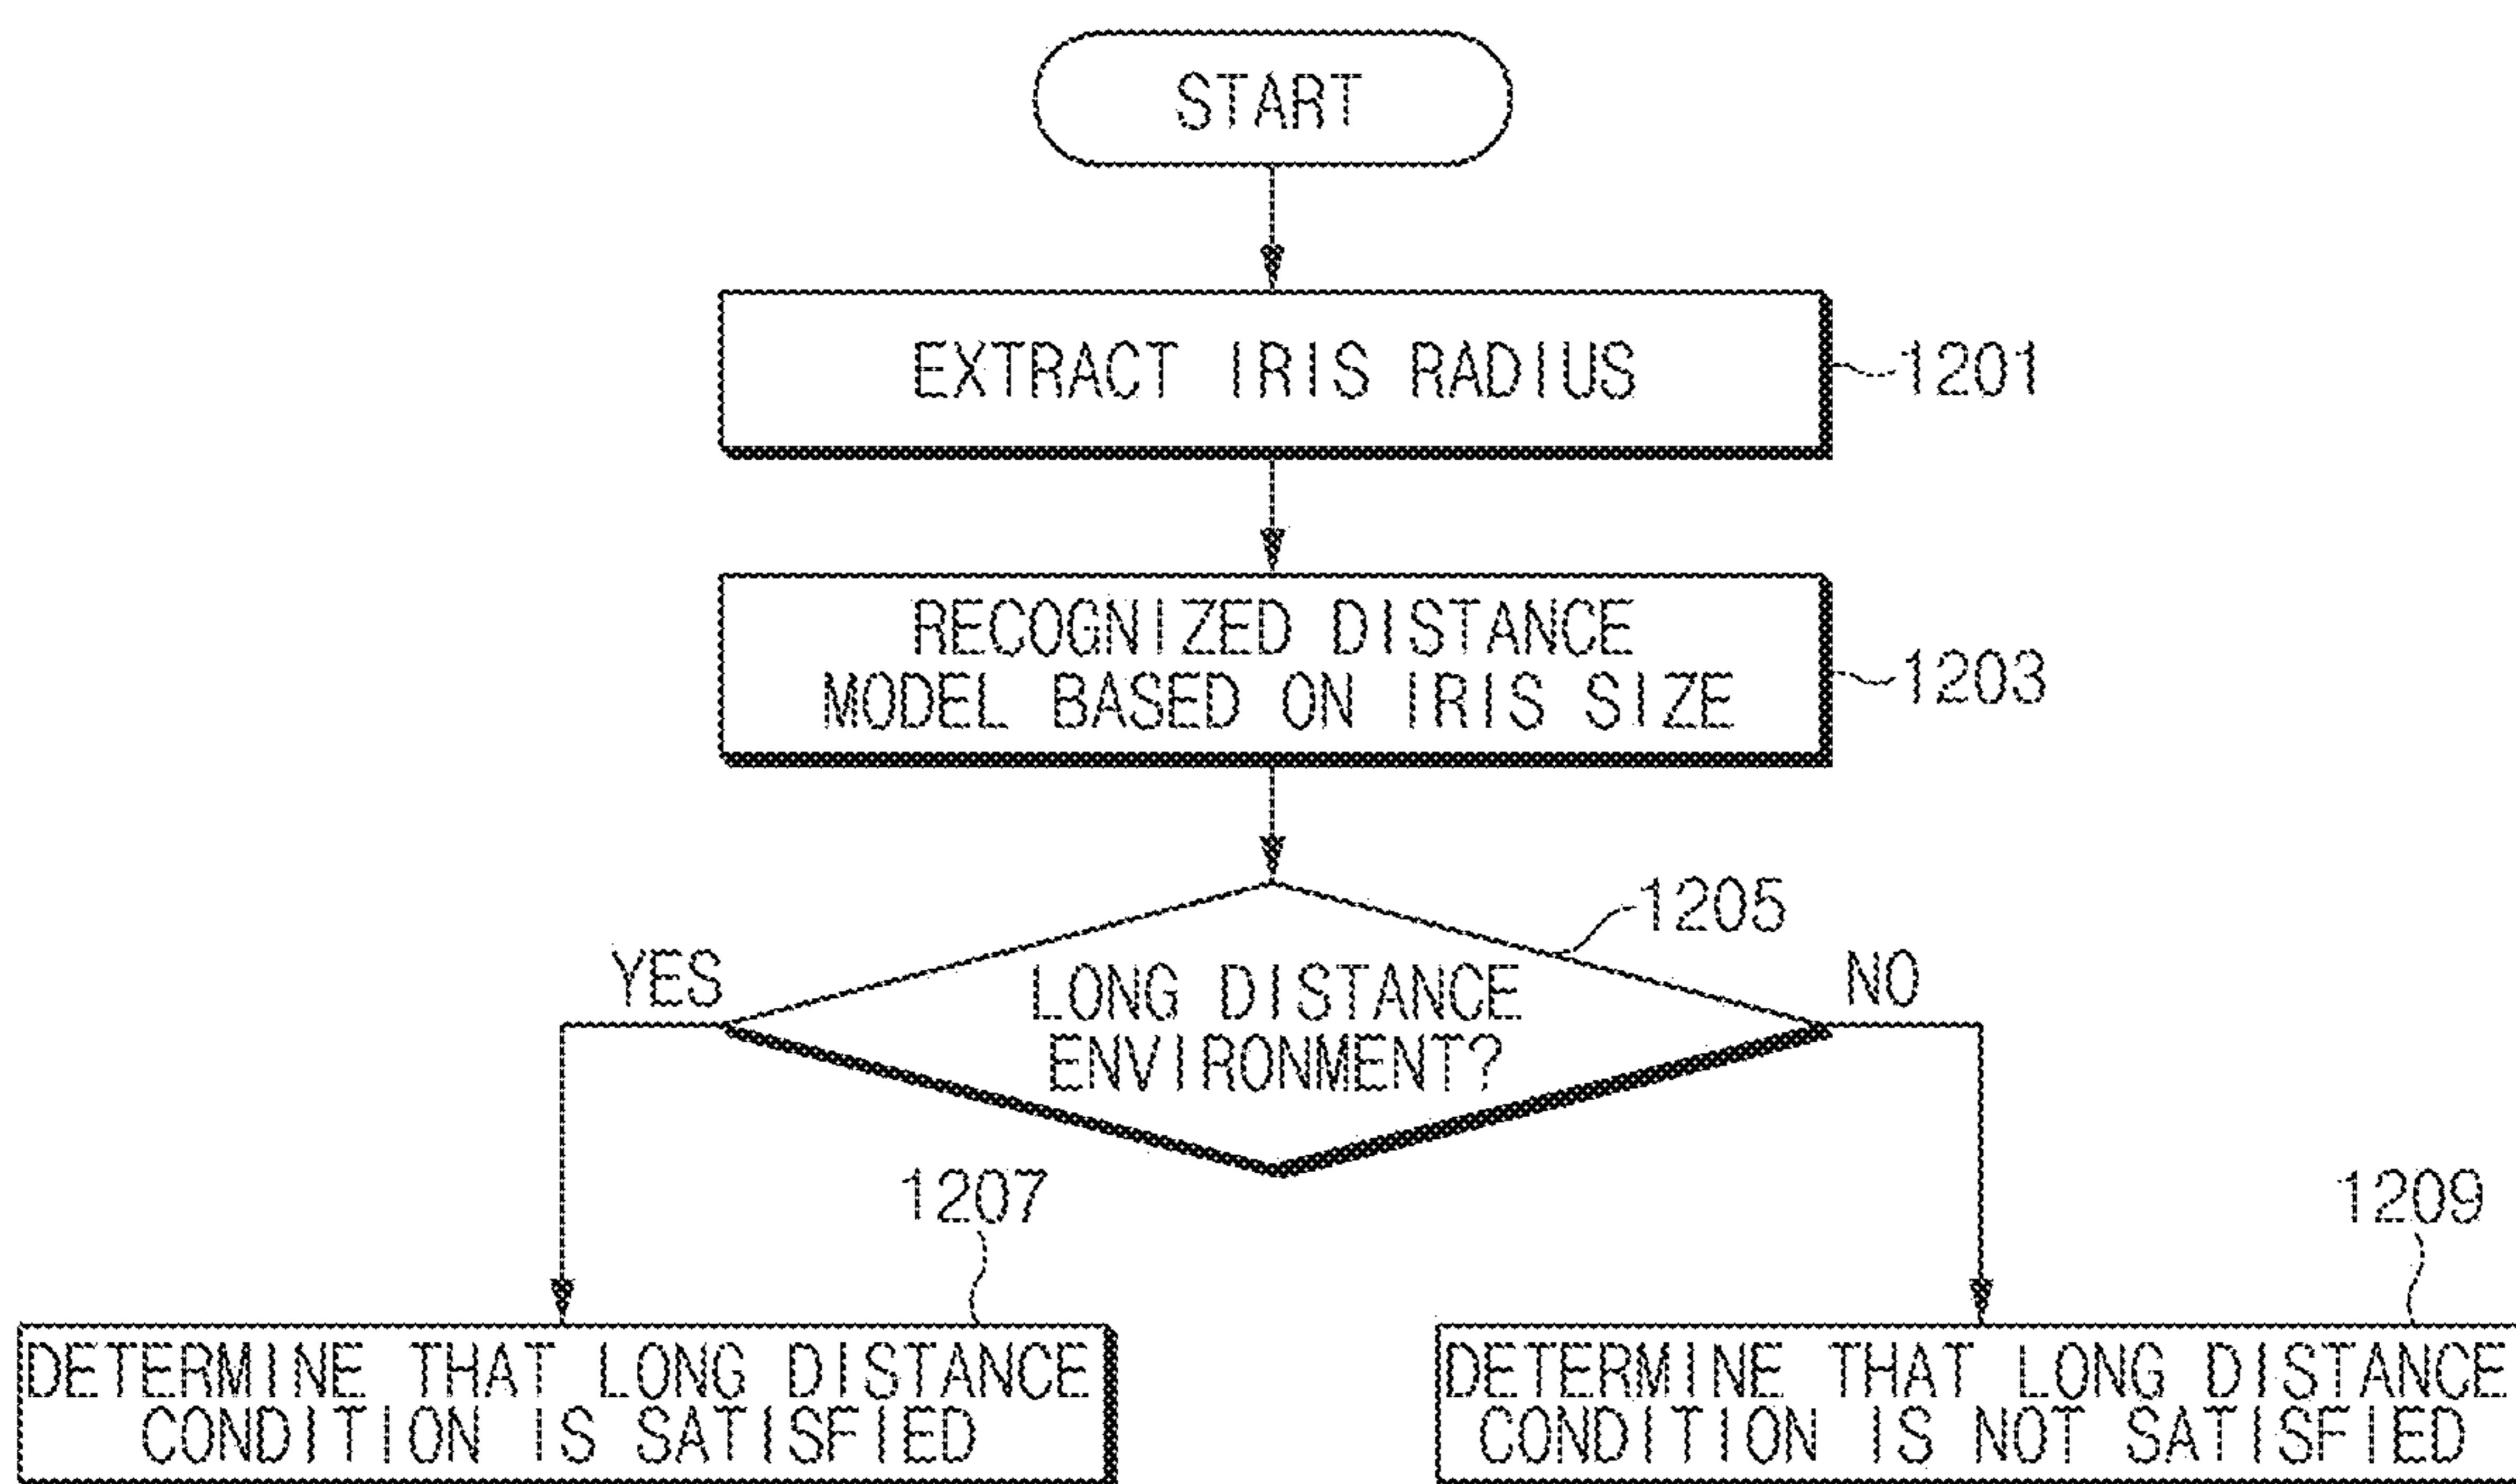 START
EXTRACT IRIS RADIUS
1201
RECOGNIZED DISTANCE
MODEL BASED ON IRIS SIZE
1203
1205
YES
NO
LONG DISTANCE
ENVIRONMENT?
1207
1209
DETERMINE THAT LONG DISTANCE
CONDITION IS SATISFIED
DETERMINE THAT LONG DISTANCE
CONDITION IS NOT SATISFIED